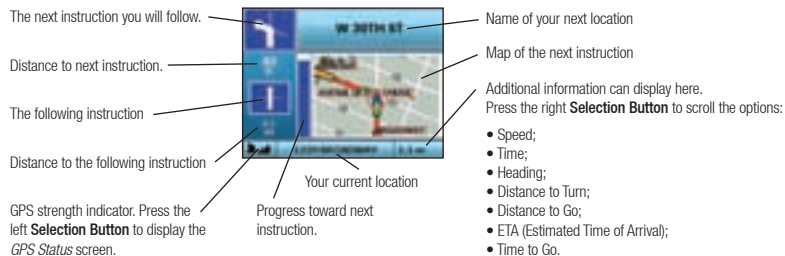 The next instruction you will follow.
Distance to next instruction.
The following instruction
Distance to the following instruction
GPS strength indicator. Press the
left Selection Button to display the
GPS Status screen.
W 30TH ST
BROADWAY
Your current location
Progress toward next
instruction.
Name of your next location
Map of the next instruction
Additional information can display here.
Press the right Selection Button to scroll the options:
• Speed;
• Time;
• Heading;
• Distance to Turn;
• Distance to Go;
• ETA (Estimated Time of Arrival);
• Time to Go.